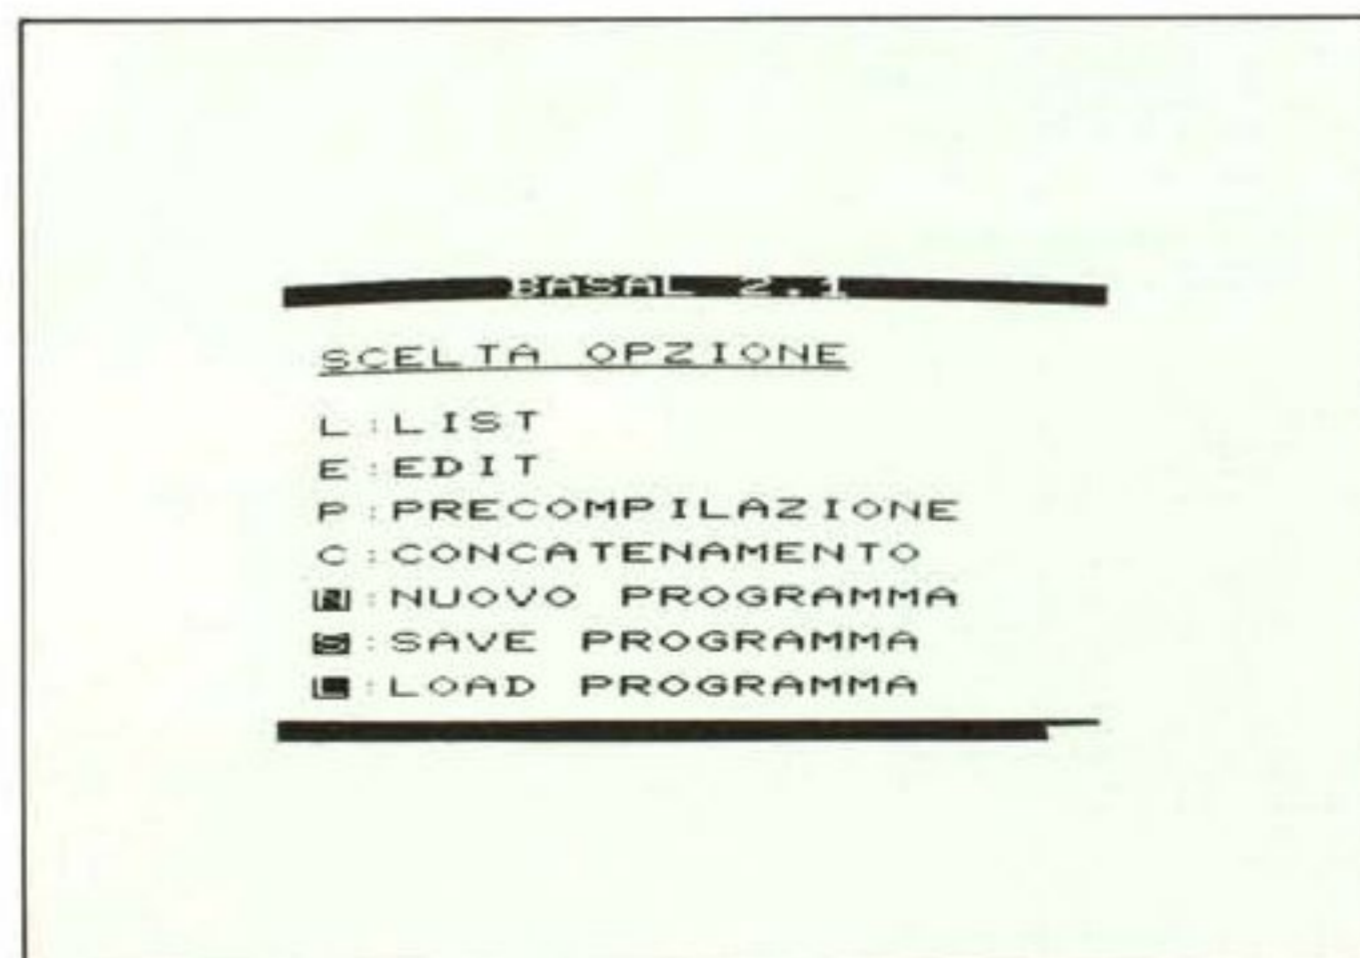 BASAL 2.1
SCELTA OPZIONE
L:LIST
E:EDIT
P:PRECOMPILAZIONE
C:CONCATENAMENTO
N:NUOVO PROGRAMMA
S:SAVE PROGRAMMA
:LOAD PROGRAMMA